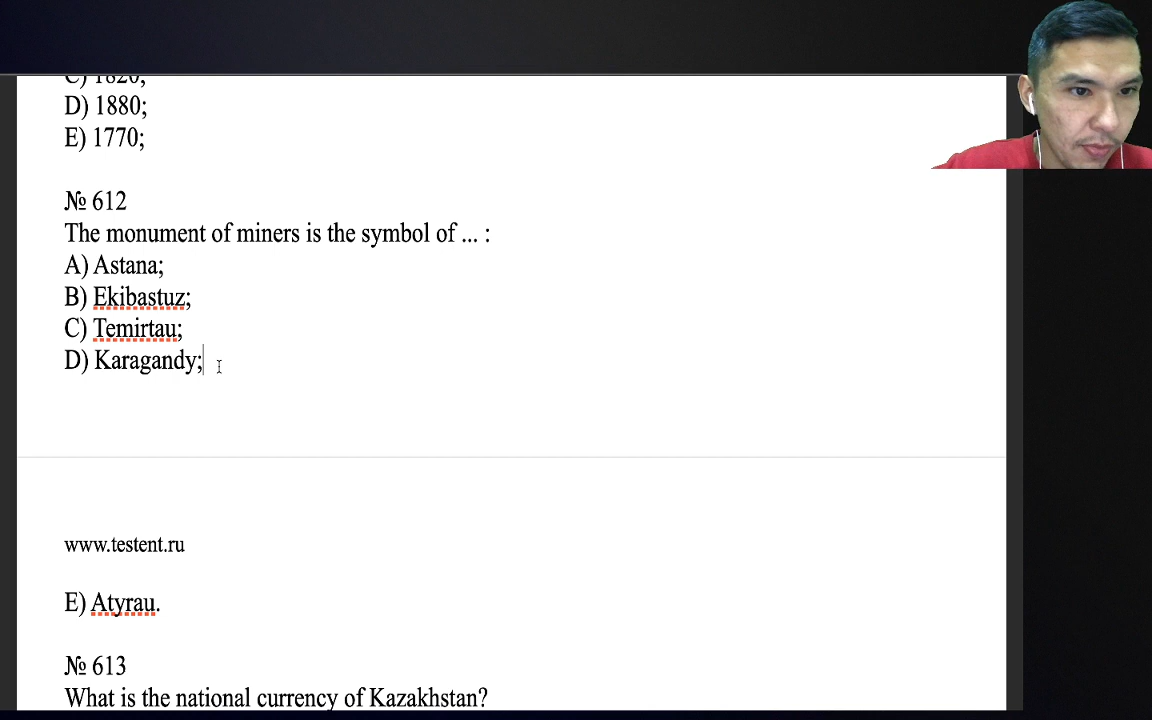 C) 1820;
D) 1880;
E) 1770;
№ 612
The monument of miners is the symbol of ... :
A) Astana;
B) Ekibastuz;
C) Temirtau;
D) Karagandy;
www.testent.ru
E) Atyrau.
№ 613
What is the national currency of Kazakhstan?